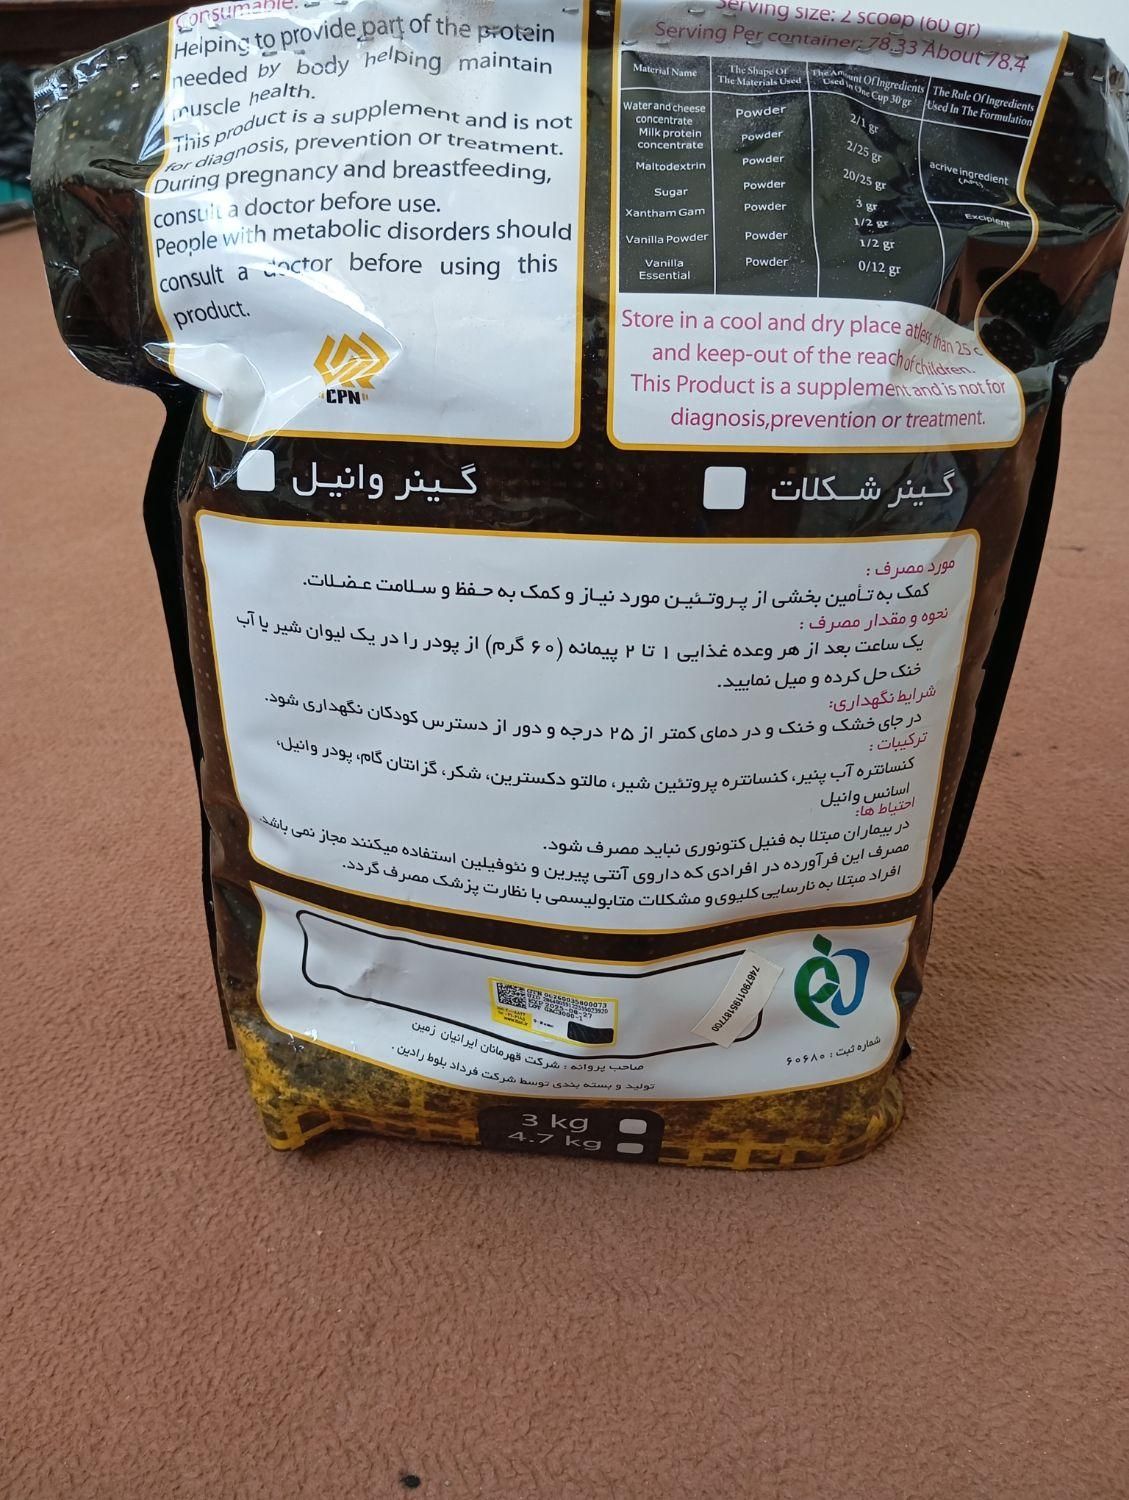 Consumable.
Helping to provide part of the protein
needed by body helping maintain
muscle health.
This product is a supplement and is not
for diagnosis, prevention or treatment.
During pregnancy and breastfeeding,
consult a doctor before use.
People with metabolic disorders should
consult a doctor before using this
product.
CPN
Serving size: 2 scoop (60 gr)
Serving Per container: 78.33 About 78.4
Material Name The Shape Of The Materials Used The Amount Of Ingredients Used in One Cup 30 gr The Rule Of Ingredients Used In The Formulation
Water and cheese concentrate Powder 2/1 gr
Milk protein concentrate Powder 2/25 gr
Maltodextrin Powder 20/25 gr acrive ingredient (API)
Sugar Powder 3 gr
Xantham Gam Powder 1/2 gr Excipient
Vanilla Powder Powder 1/2 gr
Vanilla Essential Powder 0/12 gr
Store in a cool and dry place atless than 25 c
and keep-out of the reach of children.
This Product is a supplement and is not for
diagnosis,prevention or treatment.
گینر شکلات
گینر وانیل
مورد مصرف :
کمک به تأمین بخشی از پروتئین مورد نیاز و کمک به حفظ و سلامت عضلات.
نحوه و مقدار مصرف :
یک ساعت بعد از هر وعده غذایی ۱ تا ۲ پیمانه (۶۰ گرم) از پودر را در یک لیوان شیر یا آب
خنک حل کرده و میل نمایید.
شرایط نگهداری:
در جای خشک و خنک و در دمای کمتر از ۲۵ درجه و دور از دسترس کودکان نگهداری شود.
ترکیبات :
کنسانتره آب پنیر، کنسانتره پروتئین شیر، مالتو دکسترین، شکر، گزانتان گام، پودر وانیل،
اسانس وانیل
احتیاط ها:
در بیماران مبتلا به فنیل کتونوری نباید مصرف شود.
مصرف این فرآورده در افرادی که داروی آنتی پیرین و تئوفیلین استفاده میکنند مجاز نمی باشد.
افراد مبتلا به نارسایی کلیوی و مشکلات متابولیسمی با نظارت پزشک مصرف گردد.
7467901195187700
2025-08-27
شماره ثبت : ۶۰۶۸۰
صاحب پروانه : شرکت قهرمانان ایرانیان زمین
تولید و بسته بندی توسط شرکت فرداد بلوط رادین .
3 kg
4.7 kg